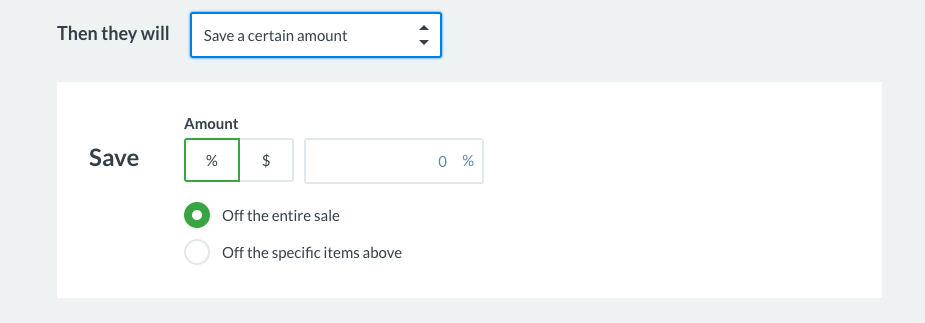 Then they will
Save a certain amount
Amount
Save
% $ 0 %
Off the entire sale
Off the specific items above